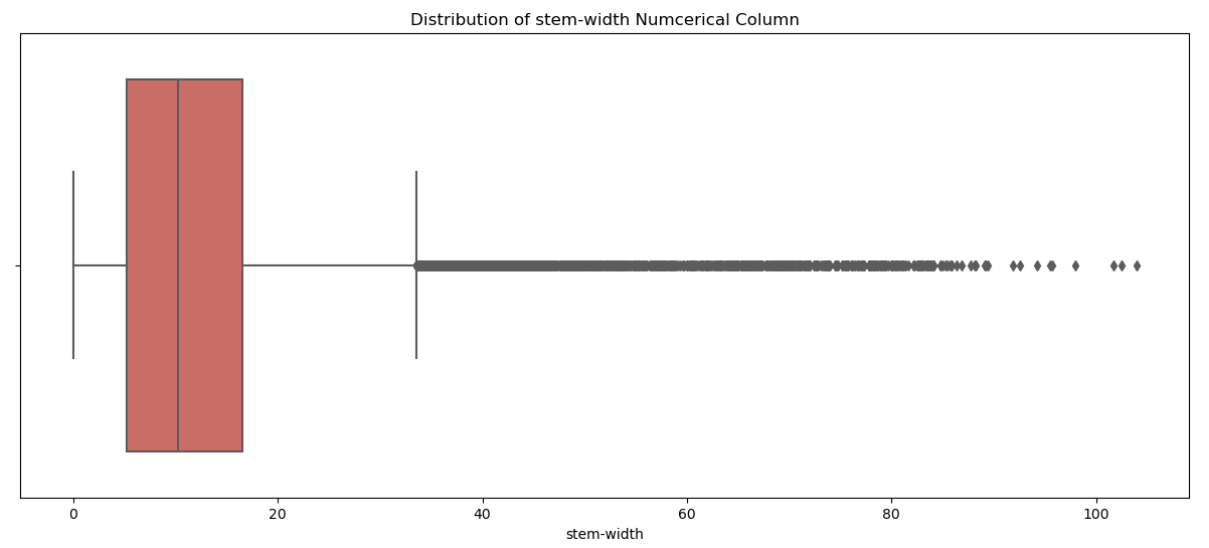 Distribution of stem-width Numcerical Column
0 20 40 60 80 100
stem-width